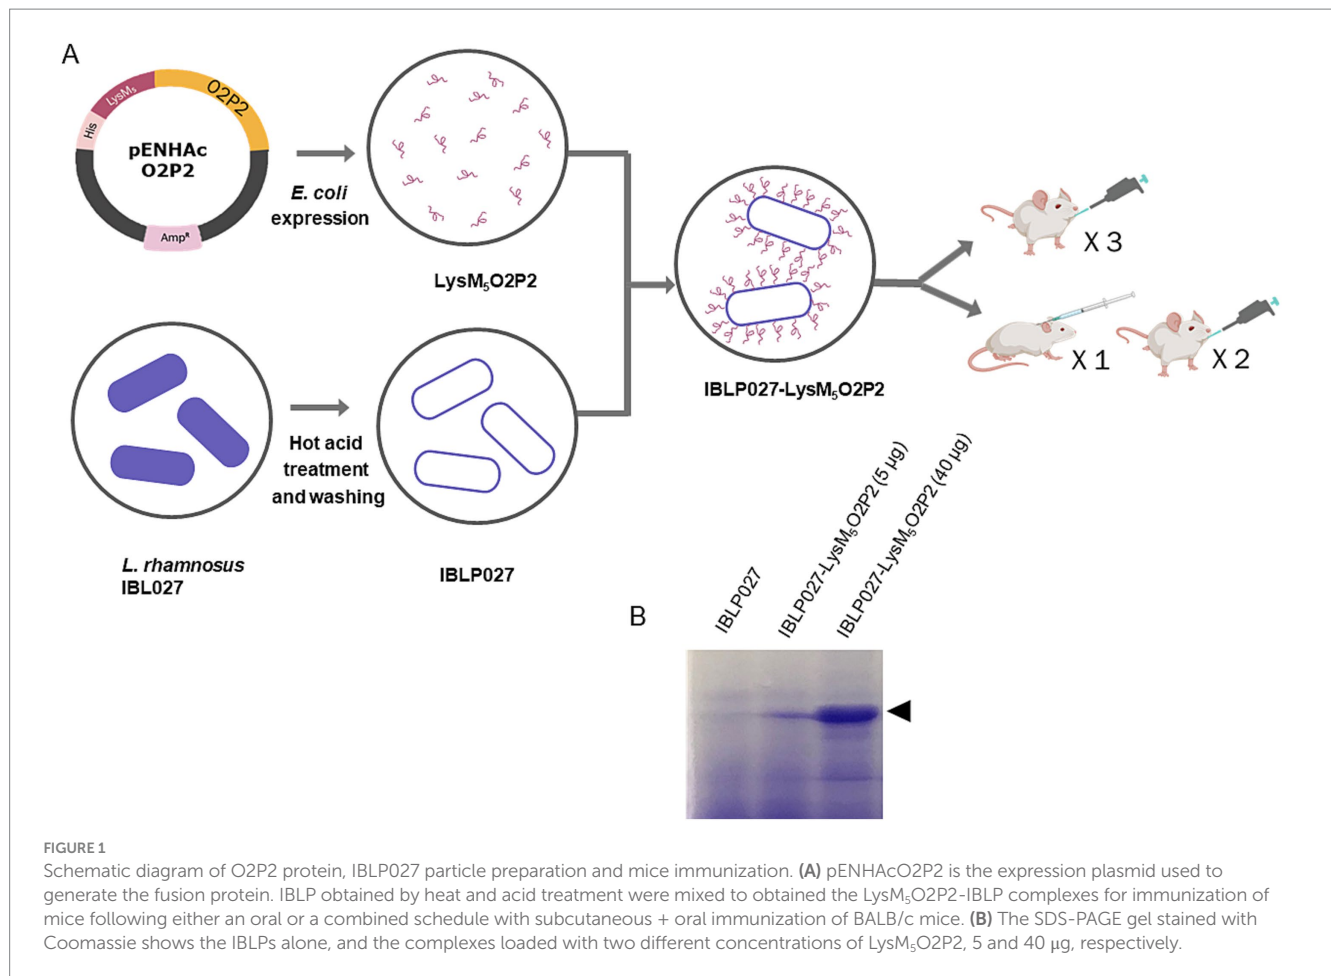 A
LysM₅
O2P2
His
pENHAc
O2P2
Ampᴿ
E. coli
expression
LysM₅O2P2
L. rhamnosus
IBL027
Hot acid
treatment
and washing
IBLP027
IBLP027-LysM₅O2P2
X 3
X 1
X 2
B
IBLP027
IBLP027-LysM₅O2P2 (5 µg)
IBLP027-LysM₅O2P2 (40 µg)
FIGURE 1
Schematic diagram of O2P2 protein, IBLP027 particle preparation and mice immunization. (A) pENHAcO2P2 is the expression plasmid used to
generate the fusion protein. IBLP obtained by heat and acid treatment were mixed to obtained the LysM₅O2P2-IBLP complexes for immunization of
mice following either an oral or a combined schedule with subcutaneous + oral immunization of BALB/c mice. (B) The SDS-PAGE gel stained with
Coomassie shows the IBLPs alone, and the complexes loaded with two different concentrations of LysM₅O2P2, 5 and 40 µg, respectively.